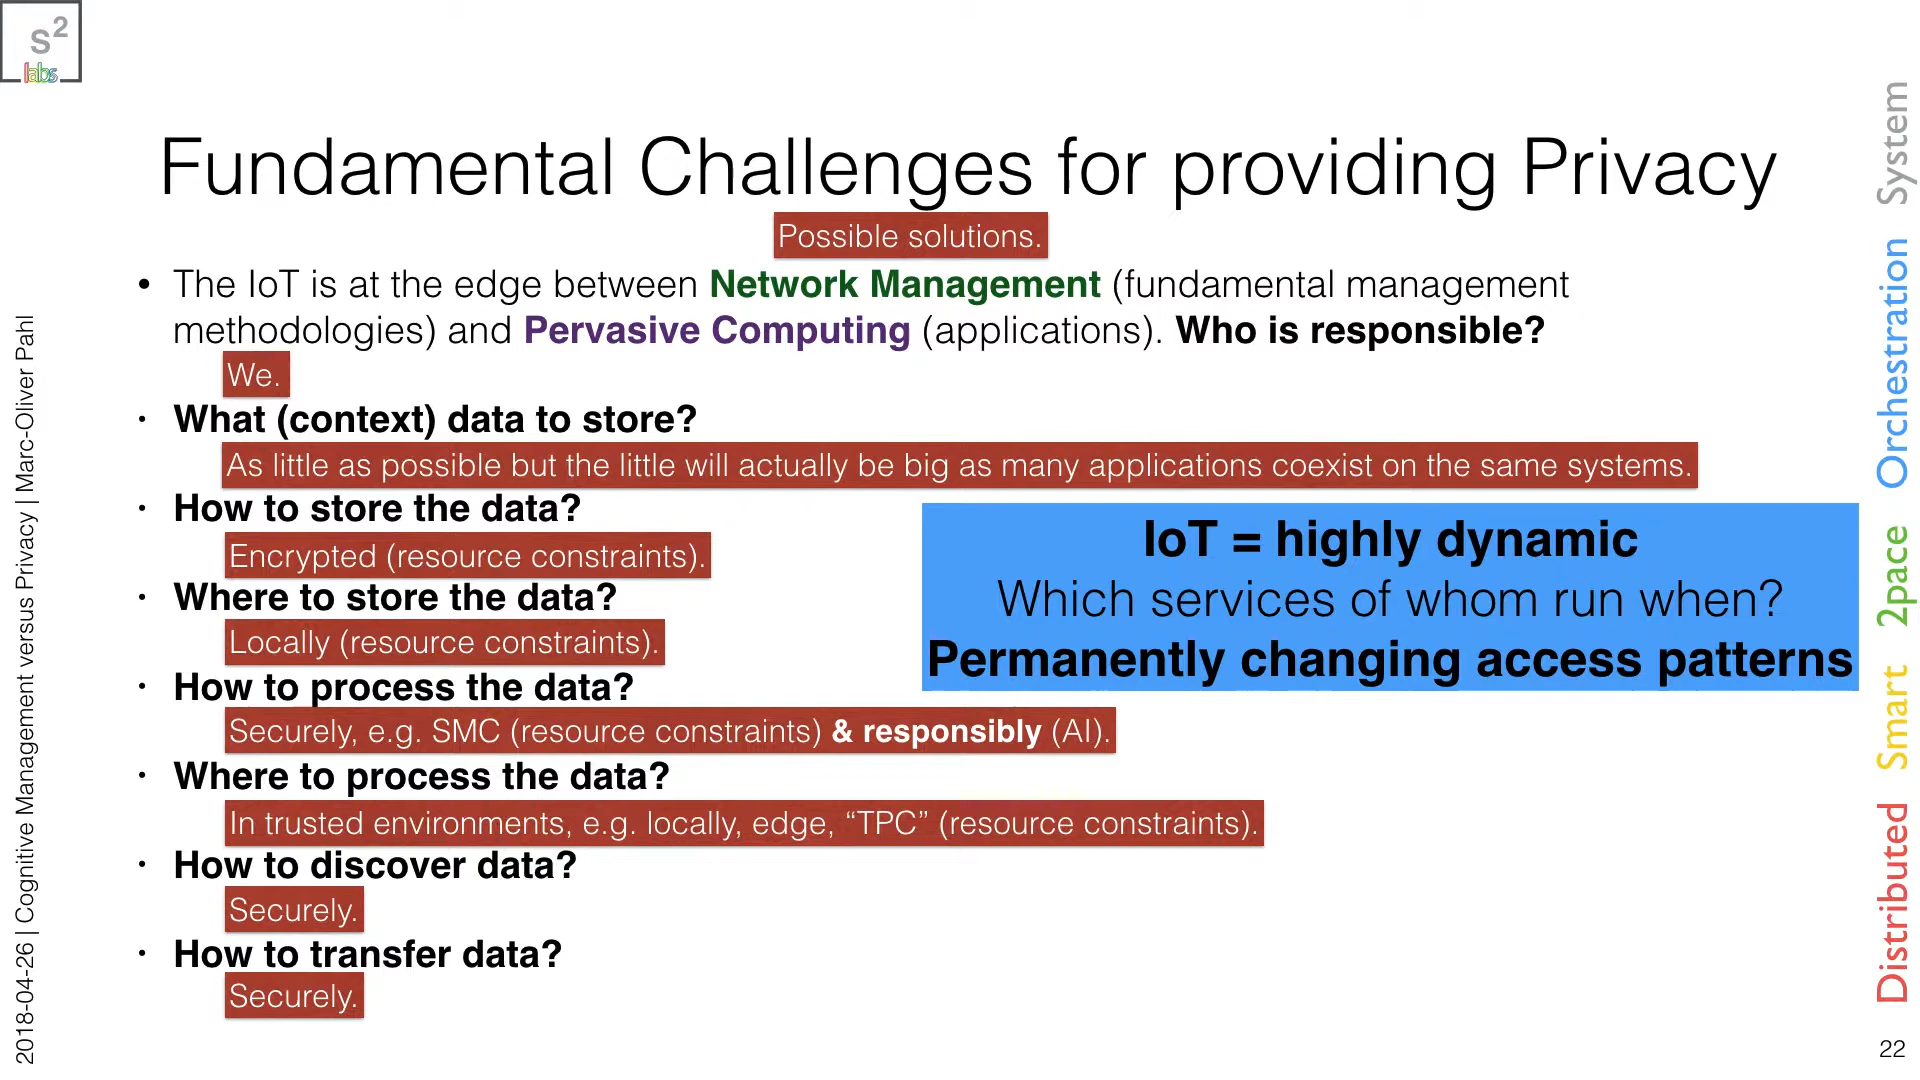 S2
labs
Fundamental Challenges for providing Privacy
Possible solutions.
• The IoT is at the edge between Network Management (fundamental management
methodologies) and Pervasive Computing (applications). Who is responsible?
We.
· What (context) data to store?
As little as possible but the little will actually be big as many applications coexist on the same systems.
· How to store the data?
Encrypted (resource constraints).
· Where to store the data?
Locally (resource constraints).
· How to process the data?
Securely, e.g. SMC (resource constraints) & responsibly (AI).
· Where to process the data?
In trusted environments, e.g. locally, edge, “TPC” (resource constraints).
· How to discover data?
Securely.
· How to transfer data?
Securely.
IoT = highly dynamic
Which services of whom run when?
Permanently changing access patterns
2018-04-26 | Cognitive Management versus Privacy | Marc-Oliver Pahl
Distributed Smart 2pace Orchestration System
22